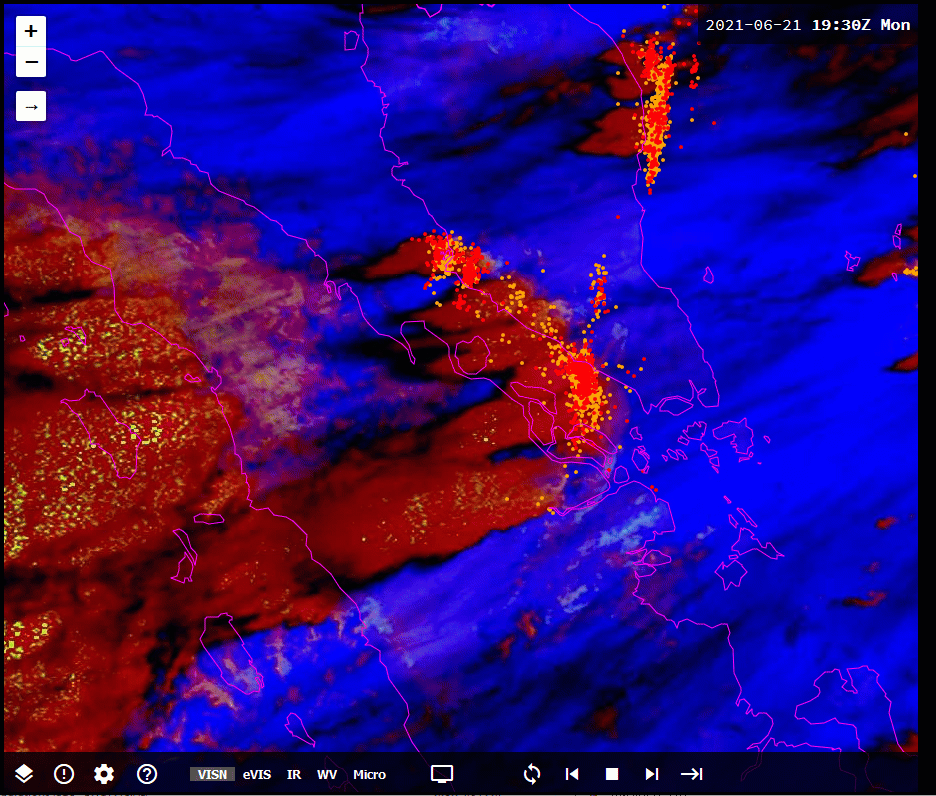 +
2021-06-21 19:30Z Mon
−
→
VISN eVIS IR WV Micro